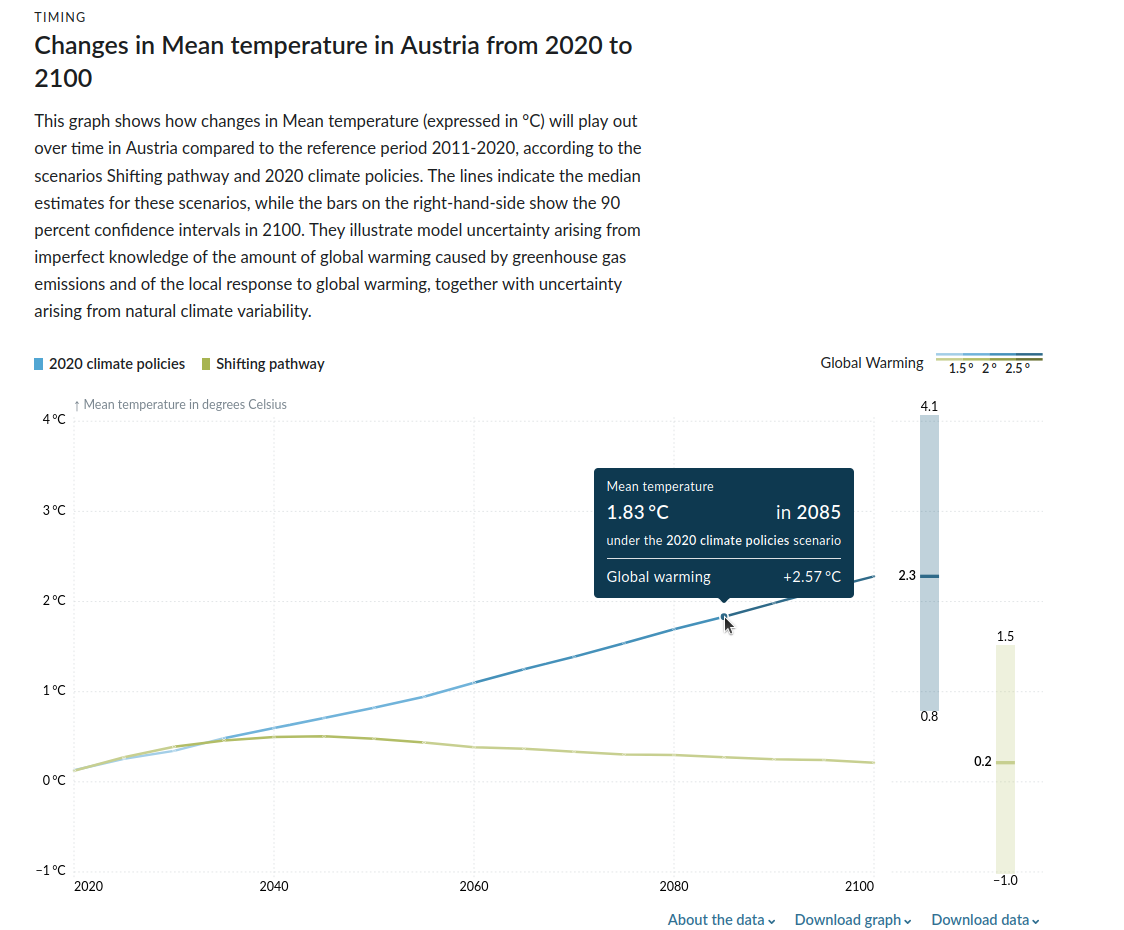 TIMING
Changes in Mean temperature in Austria from 2020 to
2100
This graph shows how changes in Mean temperature (expressed in °C) will play out
over time in Austria compared to the reference period 2011-2020, according to the
scenarios Shifting pathway and 2020 climate policies. The lines indicate the median
estimates for these scenarios, while the bars on the right-hand-side show the 90
percent confidence intervals in 2100. They illustrate model uncertainty arising from
imperfect knowledge of the amount of global warming caused by greenhouse gas
emissions and of the local response to global warming, together with uncertainty
arising from natural climate variability.
2020 climate policies Shifting pathway
Global Warming
1.5° 2° 2.5°
↑ Mean temperature in degrees Celsius
4 °C
3 °C
2 °C
1 °C
0 °C
−1 °C
Mean temperature
1.83 °C in 2085
under the 2020 climate policies scenario
Global warming +2.57 °C
4.1
2.3
0.8
1.5
0.2
−1.0
2020 2040 2060 2080 2100
About the data Download graph Download data